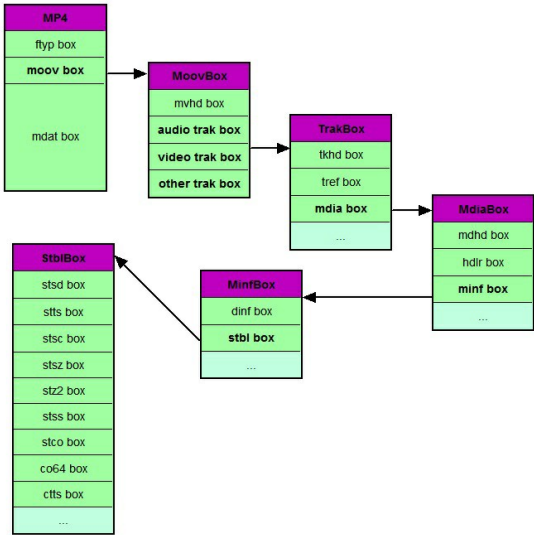 MP4
ftyp box
moov box
mdat box
MoovBox
mvhd box
audio trak box
video trak box
other trak box
TrakBox
tkhd box
tref box
mdia box
...
MdiaBox
mdhd box
hdlr box
minf box
...
MinfBox
dinf box
stbl box
...
StblBox
stsd box
stts box
stsc box
stsz box
stz2 box
stss box
stco box
co64 box
ctts box
...